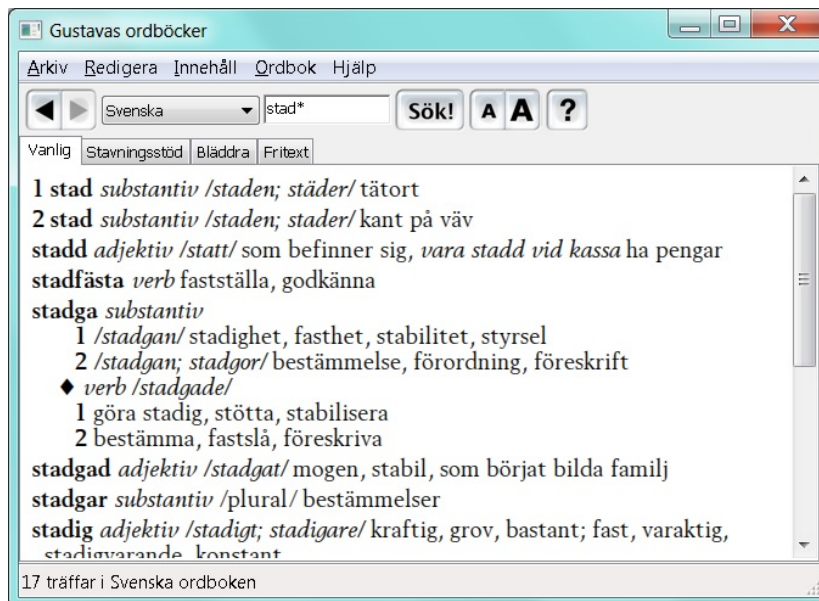 Gustavas ordböcker
Arkiv Redigera Innehåll Ordbok Hjälp
Svenska stad* Sök! A A ?
Vanlig Stavningsstöd Bläddra Fritext
1 stad substantiv /staden; städer/ tätort
2 stad substantiv /staden; stader/ kant på väv
stadd adjektiv /statt/ som befinner sig, vara stadd vid kassa ha pengar
stadfästa verb fastställa, godkänna
stadga substantiv
1 /stadgan/ stadighet, fasthet, stabilitet, styrsel
2 /stadgan; stadgor/ bestämmelse, förordning, föreskrift
♦ verb /stadgade/
1 göra stadig, stötta, stabilisera
2 bestämma, fastslå, föreskriva
stadgad adjektiv /stadgat/ mogen, stabil, som börjat bilda familj
stadgar substantiv /plural/ bestämmelser
stadig adjektiv /stadigt; stadigare/ kraftig, grov, bastant; fast, varaktig,
stadigvarande, konstant
17 träffar i Svenska ordboken